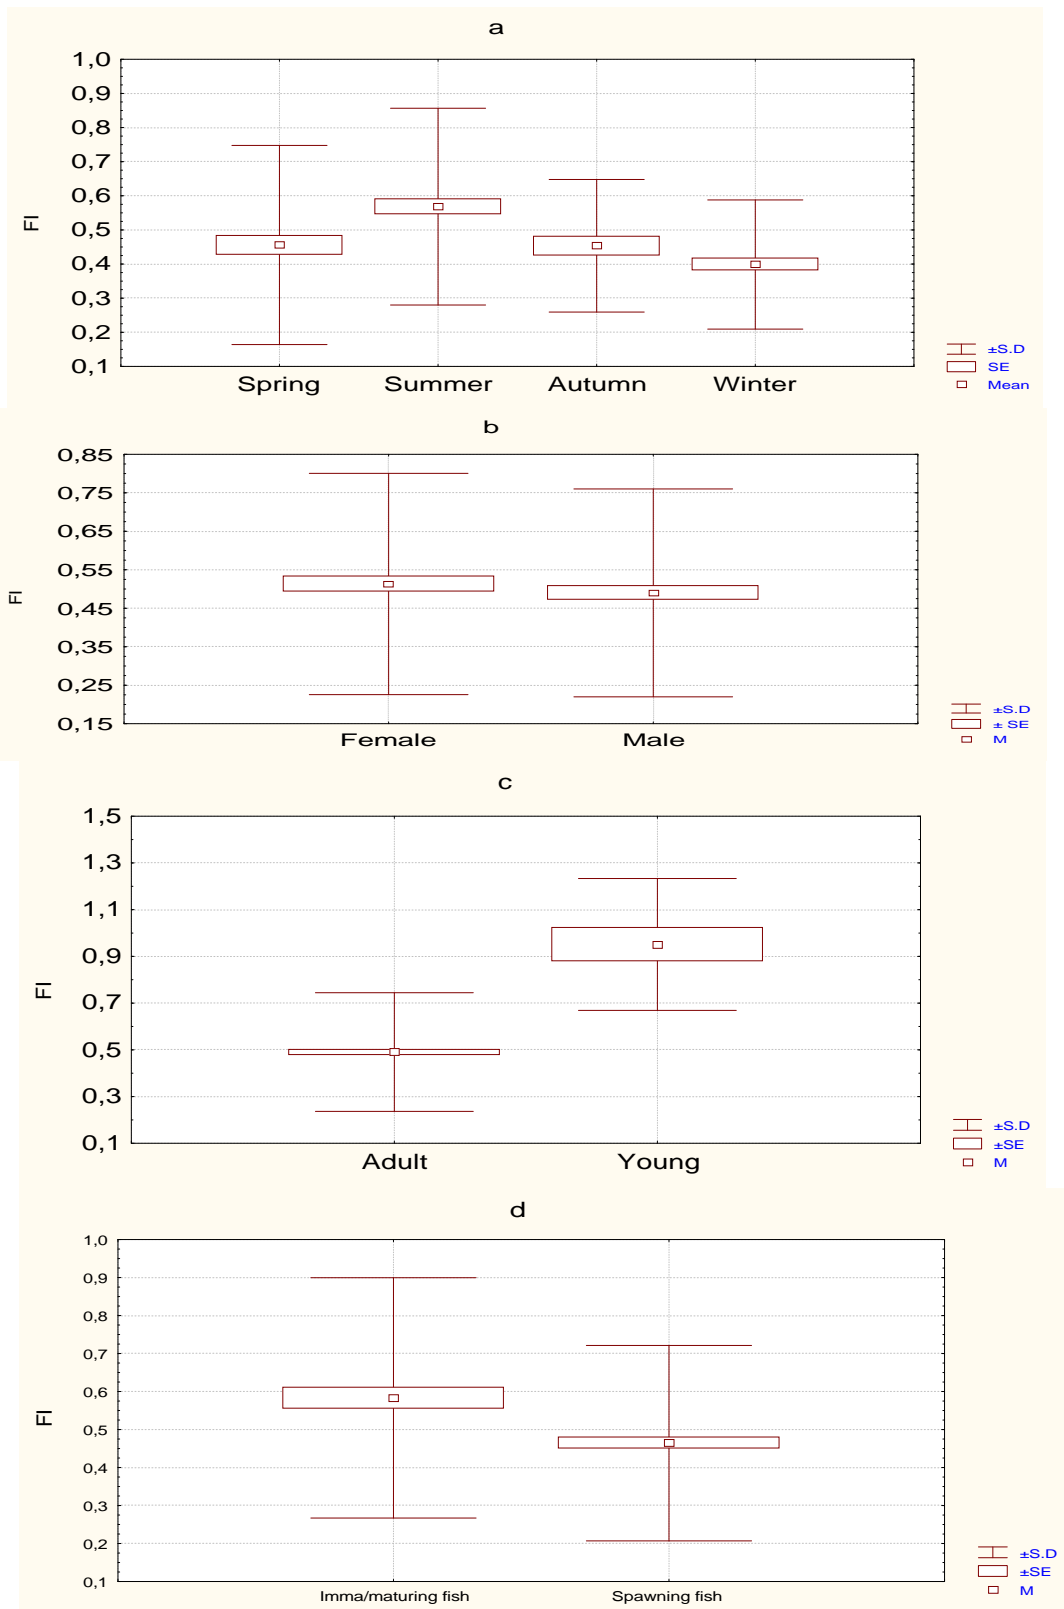 a
1,0
0,9
0,8
0,7
0,6
0,5
0,4
0,3
0,2
0,1
FI
Spring Summer Autumn Winter
±S.D
SE
Mean
b
0,85
0,75
0,65
0,55
0,45
0,35
0,25
0,15
FI
Female Male
±S.D
± SE
M
c
1,5
1,3
1,1
0,9
0,7
0,5
0,3
0,1
FI
Adult Young
±S.D
±SE
M
d
1,0
0,9
0,8
0,7
0,6
0,5
0,4
0,3
0,2
0,1
FI
Imma/maturing fish Spawning fish
±S.D
±SE
M